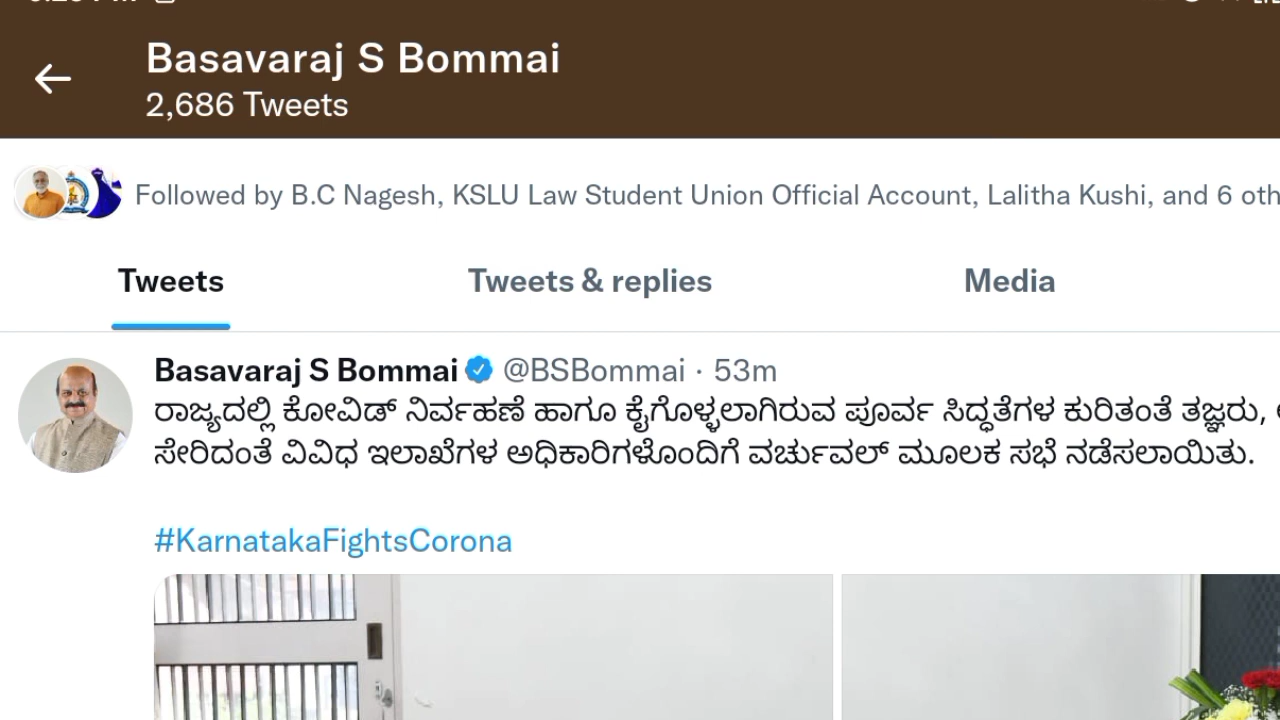 Basavaraj S Bommai
2,686 Tweets
Followed by B.C Nagesh, KSLU Law Student Union Official Account, Lalitha Kushi, and 6
Tweets
Tweets & replies
Media
Basavaraj S Bommai @BSBommai · 53m
ರಾಜ್ಯದಲ್ಲಿ ಕೋವಿಡ್ ನಿರ್ವಹಣೆ ಹಾಗೂ ಕೈಗೊಳ್ಳಲಾಗಿರುವ ಪೂರ್ವ ಸಿದ್ಧತೆಗಳ ಕುರಿತಂತೆ ತಜ್ಞರು,
ಸೇರಿದಂತೆ ವಿವಿಧ ಇಲಾಖೆಗಳ ಅಧಿಕಾರಿಗಳೊಂದಿಗೆ ವರ್ಚುವಲ್ ಮೂಲಕ ಸಭೆ ನಡೆಸಲಾಯಿತು.
#KarnatakaFightsCorona